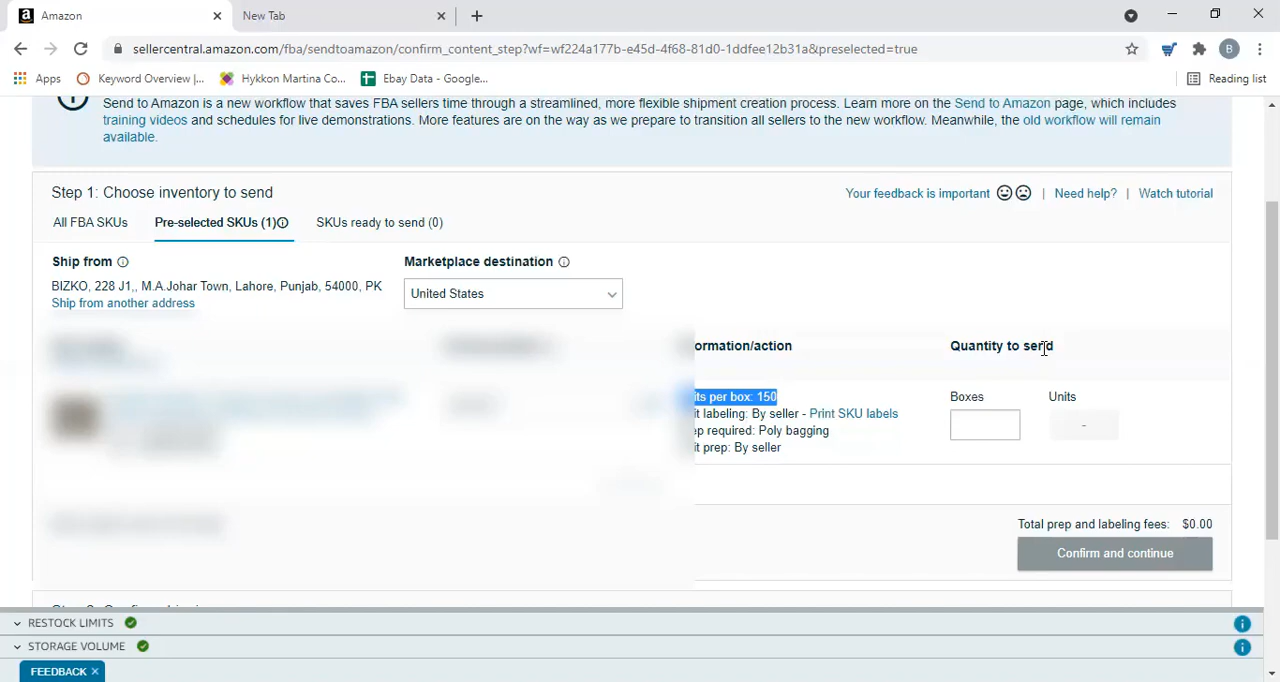 Amazon
New Tab
sellercentral.amazon.com/fba/sendtoamazon/confirm_content_step?wf=wf224a177b-e45d-4f68-81d0-1ddfee12b31a&preselected=true
B
Apps
Keyword Overview |...
Hykkon Martina Co...
Ebay Data - Google...
Reading list
Send to Amazon is a new workflow that saves FBA sellers time through a streamlined, more flexible shipment creation process. Learn more on the Send to Amazon page, which includes
training videos and schedules for live demonstrations. More features are on the way as we prepare to transition all sellers to the new workflow. Meanwhile, the old workflow will remain
available.
Step 1: Choose inventory to send
Your feedback is important | Need help? | Watch tutorial
All FBA SKUs
Pre-selected SKUs (1)
SKUs ready to send (0)
Ship from
Marketplace destination
BIZKO, 228 J1,, M.A.Johar Town, Lahore, Punjab, 54000, PK
United States
Ship from another address
ormation/action
Quantity to send
its per box: 150
Boxes
Units
it labeling: By seller - Print SKU labels
ep required: Poly bagging
-
it prep: By seller
Total prep and labeling fees: $0.00
Confirm and continue
RESTOCK LIMITS
STORAGE VOLUME
FEEDBACK